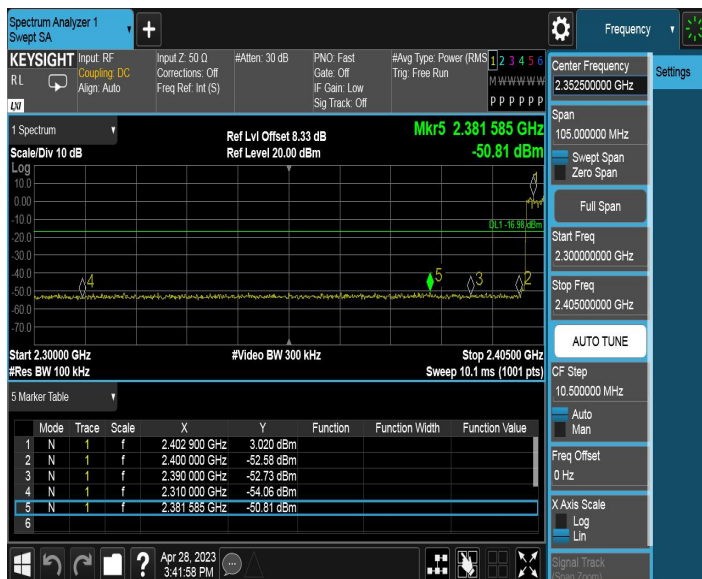 Spectrum Analyzer 1
Swept SA
Frequency
KEYSIGHT
RL
LXI
Input: RF
Coupling: DC
Align: Auto
Input Z: 50 Ω
Corrections: Off
Freq Ref: Int (S)
#Atten: 30 dB
PNO: Fast
Gate: Off
IF Gain: Low
Sig Track: Off
#Avg Type: Power (RMS
Trig: Free Run
1 2 3 4 5 6
M W W W W W
P P P P P P
Center Frequency
2.352500000 GHz
Settings
1 Spectrum
Scale/Div 10 dB
Ref Lvl Offset 8.33 dB
Ref Level 20.00 dBm
Mkr5 2.381 585 GHz
-50.81 dBm
Log
10.0
0.00
-10.0
-20.0
-30.0
-40.0
-50.0
-60.0
-70.0
1
DL1 -16.98 dBm
4
5
3
2
Start 2.30000 GHz
#Res BW 100 kHz
#Video BW 300 kHz
Stop 2.40500 GHz
Sweep 10.1 ms (1001 pts)
Span
105.000000 MHz
Swept Span
Zero Span
Full Span
Start Freq
2.300000000 GHz
Stop Freq
2.405000000 GHz
AUTO TUNE
CF Step
10.500000 MHz
Auto
Man
Freq Offset
0 Hz
X Axis Scale
Log
Lin
Signal Track
(Span Zoom)
5 Marker Table
Mode Trace Scale X Y Function Function Width Function Value
1 N 1 f 2.402 900 GHz 3.020 dBm
2 N 1 f 2.400 000 GHz -52.58 dBm
3 N 1 f 2.390 000 GHz -52.73 dBm
4 N 1 f 2.310 000 GHz -54.06 dBm
5 N 1 f 2.381 585 GHz -50.81 dBm
6
?
Apr 28, 2023
3:41:58 PM